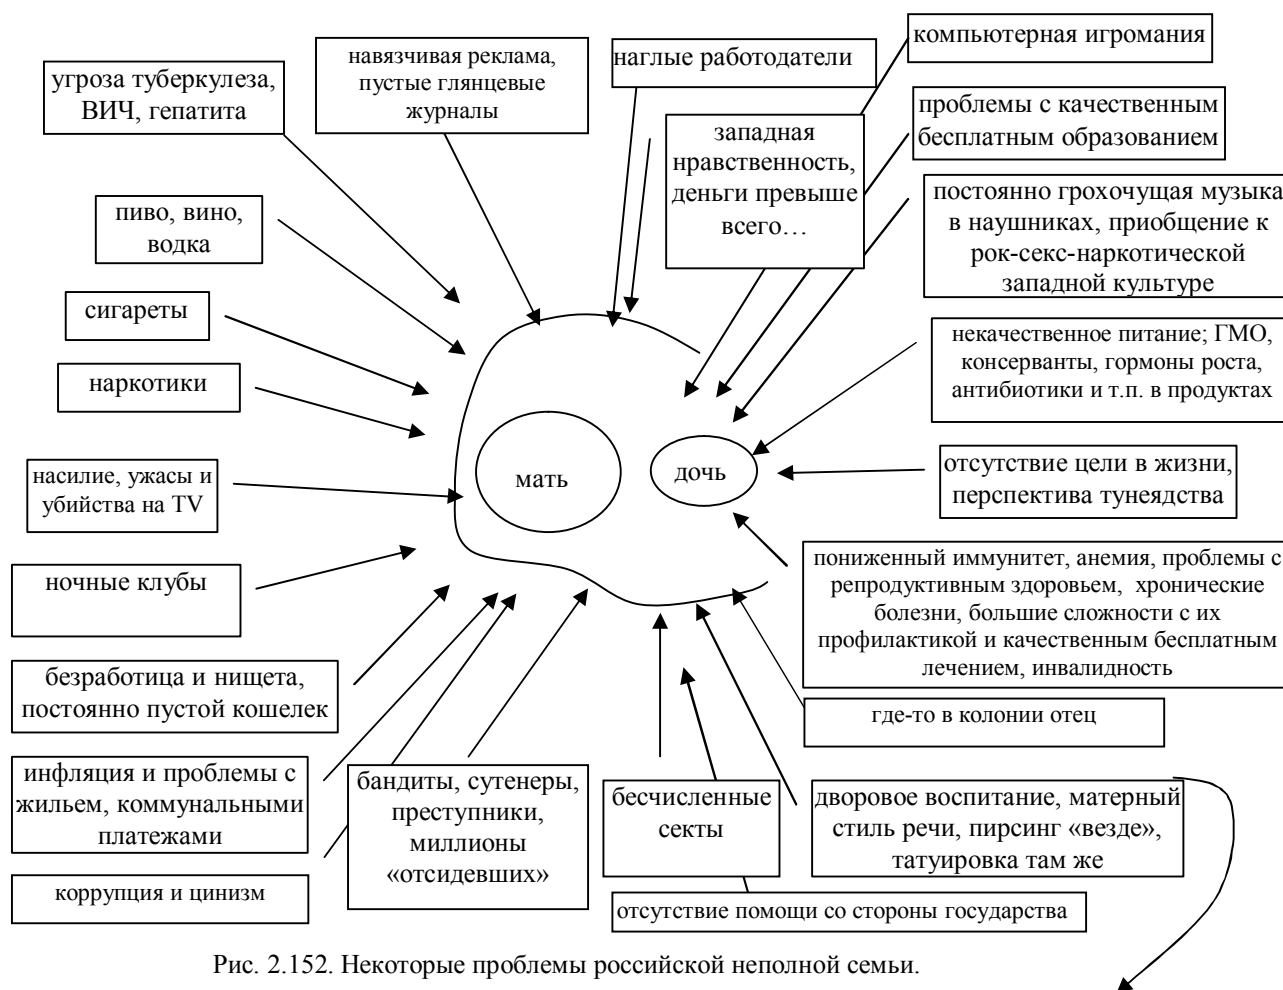 угроза туберкулеза,
ВИЧ, гепатита
навязчивая реклама,
пустые глянцевые
журналы
наглые работодатели
компьютерная игромания
западная
нравственность,
деньги превыше
всего…
проблемы с качественным
бесплатным образованием
постоянно грохочущая музыка
в наушниках, приобщение к
рок-секс-наркотической
западной культуре
пиво, вино,
водка
сигареты
наркотики
некачественное питание; ГМО,
консерванты, гормоны роста,
антибиотики и т.п. в продуктах
насилие, ужасы и
убийства на TV
мать
дочь
отсутствие цели в жизни,
перспектива тунеядства
ночные клубы
пониженный иммунитет, анемия, проблемы с
репродуктивным здоровьем, хронические
болезни, большие сложности с их
профилактикой и качественным бесплатным
лечением, инвалидность
безработица и нищета,
постоянно пустой кошелек
где-то в колонии отец
инфляция и проблемы с
жильем, коммунальными
платежами
бандиты, сутенеры,
преступники,
миллионы
«отсидевших»
бесчисленные
секты
дворовое воспитание, матерный
стиль речи, пирсинг «везде»,
татуировка там же
коррупция и цинизм
отсутствие помощи со стороны государства
Рис. 2.152. Некоторые проблемы российской неполной семьи.